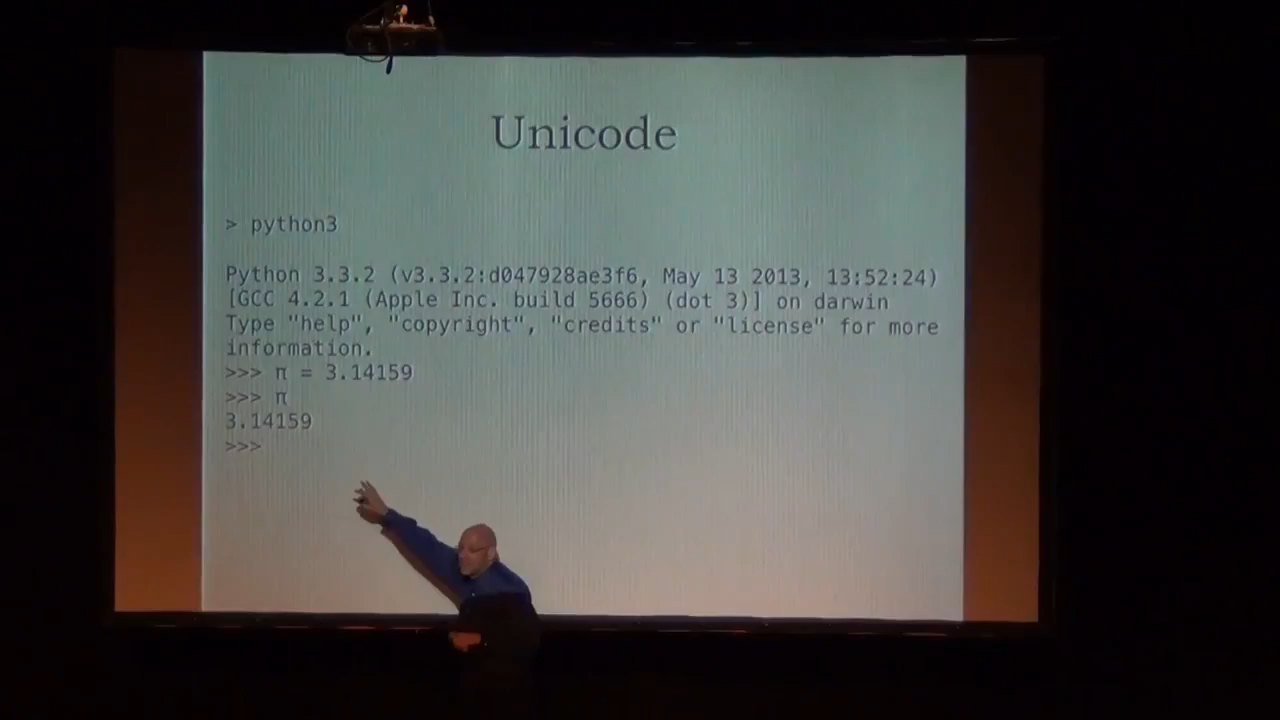 Unicode
> python3
Python 3.3.2 (v3.3.2:d047928ae3f6, May 13 2013, 13:52:24)
[GCC 4.2.1 (Apple Inc. build 5666) (dot 3)] on darwin
Type "help", "copyright", "credits" or "license" for more
information.
>>> π = 3.14159
>>> π
3.14159
>>>